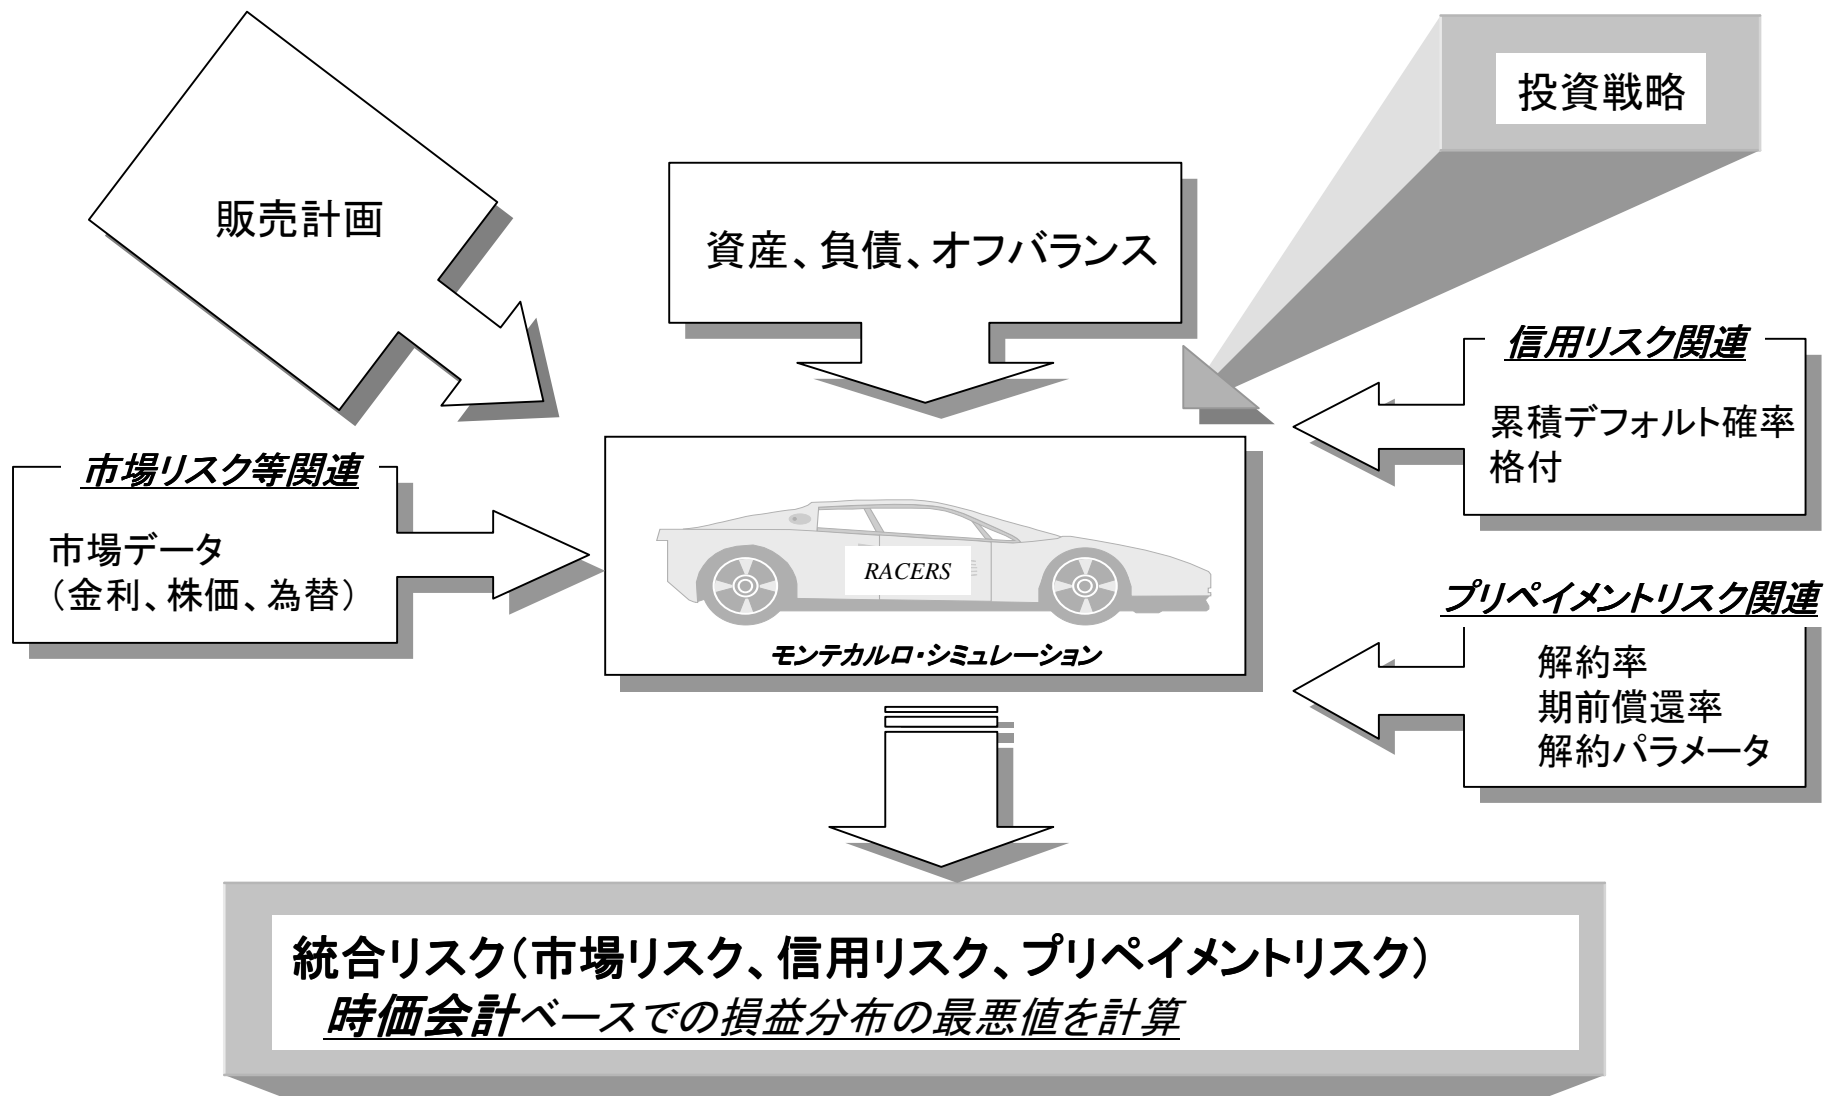 投資戦略
販売計画
資産、負債、オフバランス
信用リスク関連
累積デフォルト確率
格付
市場リスク等関連
市場データ
（金利、株価、為替）
RACERS
モンテカルロ・シミュレーション
プリペイメントリスク関連
解約率
期前償還率
解約パラメータ
統合リスク（市場リスク、信用リスク、プリペイメントリスク）
時価会計ベースでの損益分布の最悪値を計算